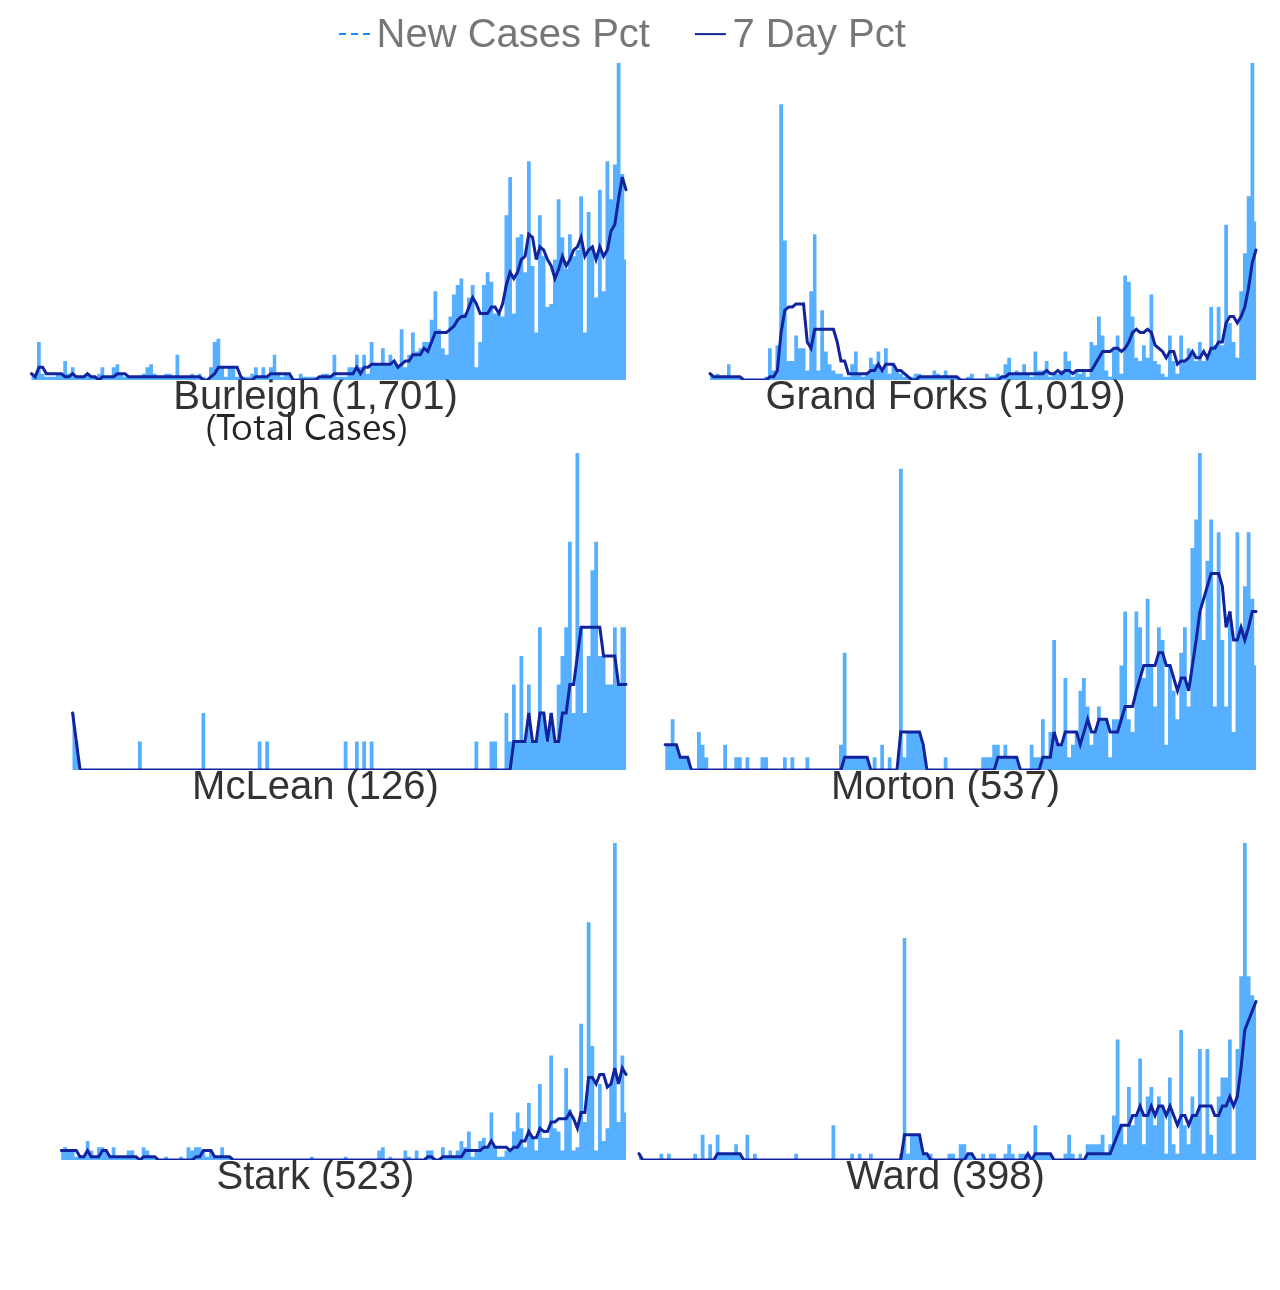 New Cases Pct 7 Day Pct
Burleigh (1,701) Grand Forks (1,019)
(Total Cases)
McLean (126) Morton (537)
Stark (523) Ward (398)